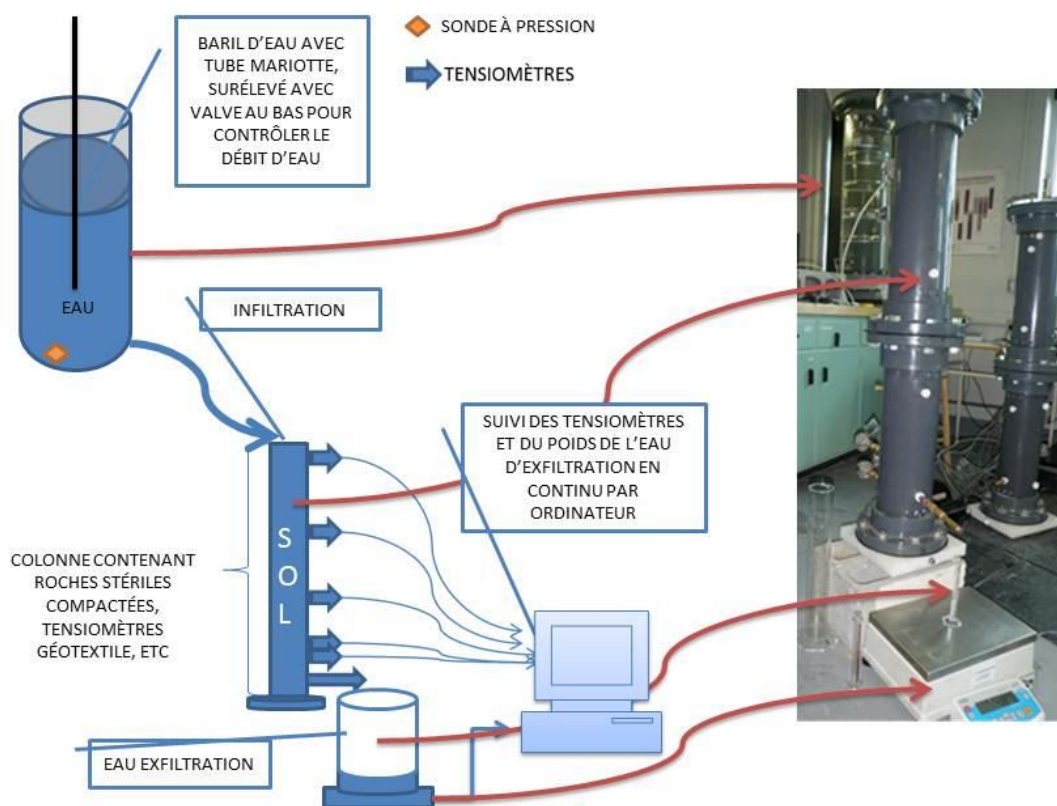 BARIL D'EAU AVEC
TUBE MARIOTTE,
SURÉLEVÉ AVEC
VALVE AU BAS POUR
CONTRÔLER LE
DÉBIT D'EAU
SONDE À PRESSION
TENSIOMÈTRES
EAU
INFILTRATION
SUIVI DES TENSIOMÈTRES
ET DU POIDS DE L'EAU
D'EXFILTRATION EN
CONTINU PAR
ORDINATEUR
S
O
L
COLONNE CONTENANT
ROCHES STÉRILES
COMPACTÉES,
TENSIOMÈTRES
GÉOTEXTILE, ETC
EAU EXFILTRATION